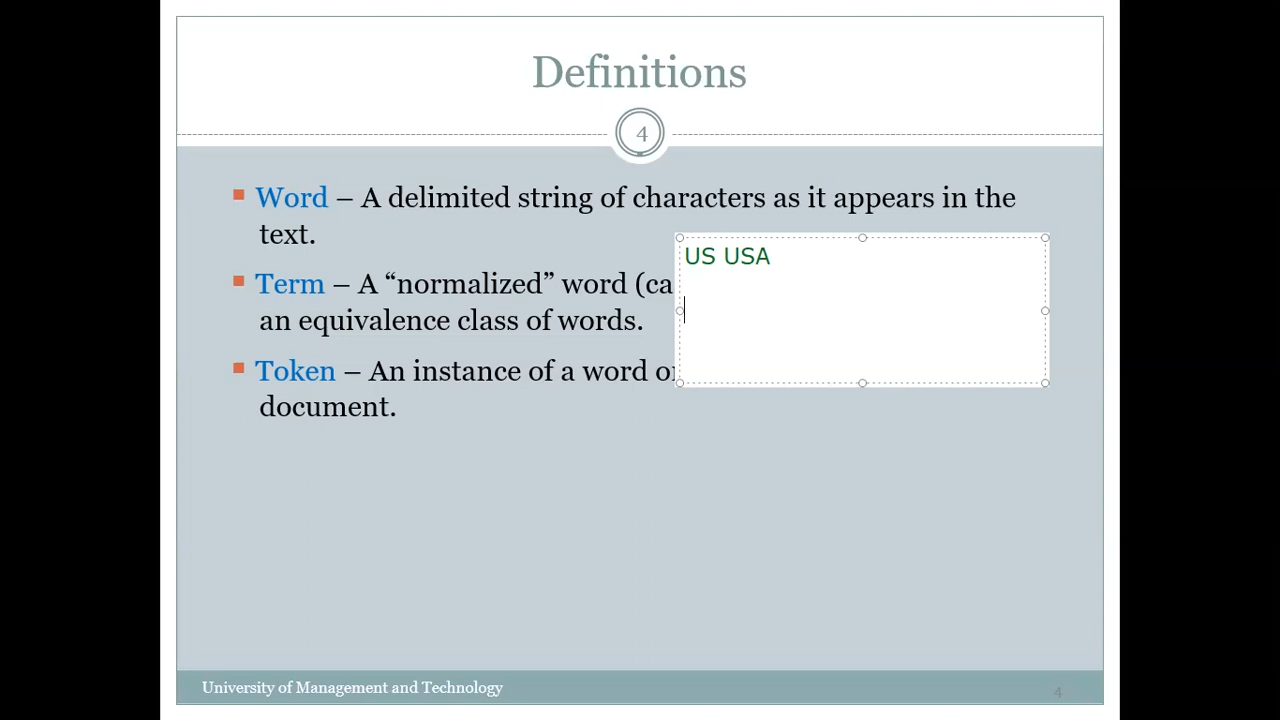 Definitions
4
Word – A delimited string of characters as it appears in the
text.
US USA
Term – A “normalized” word (ca
an equivalence class of words.
Token – An instance of a word
document.
University of Management and Technology
4